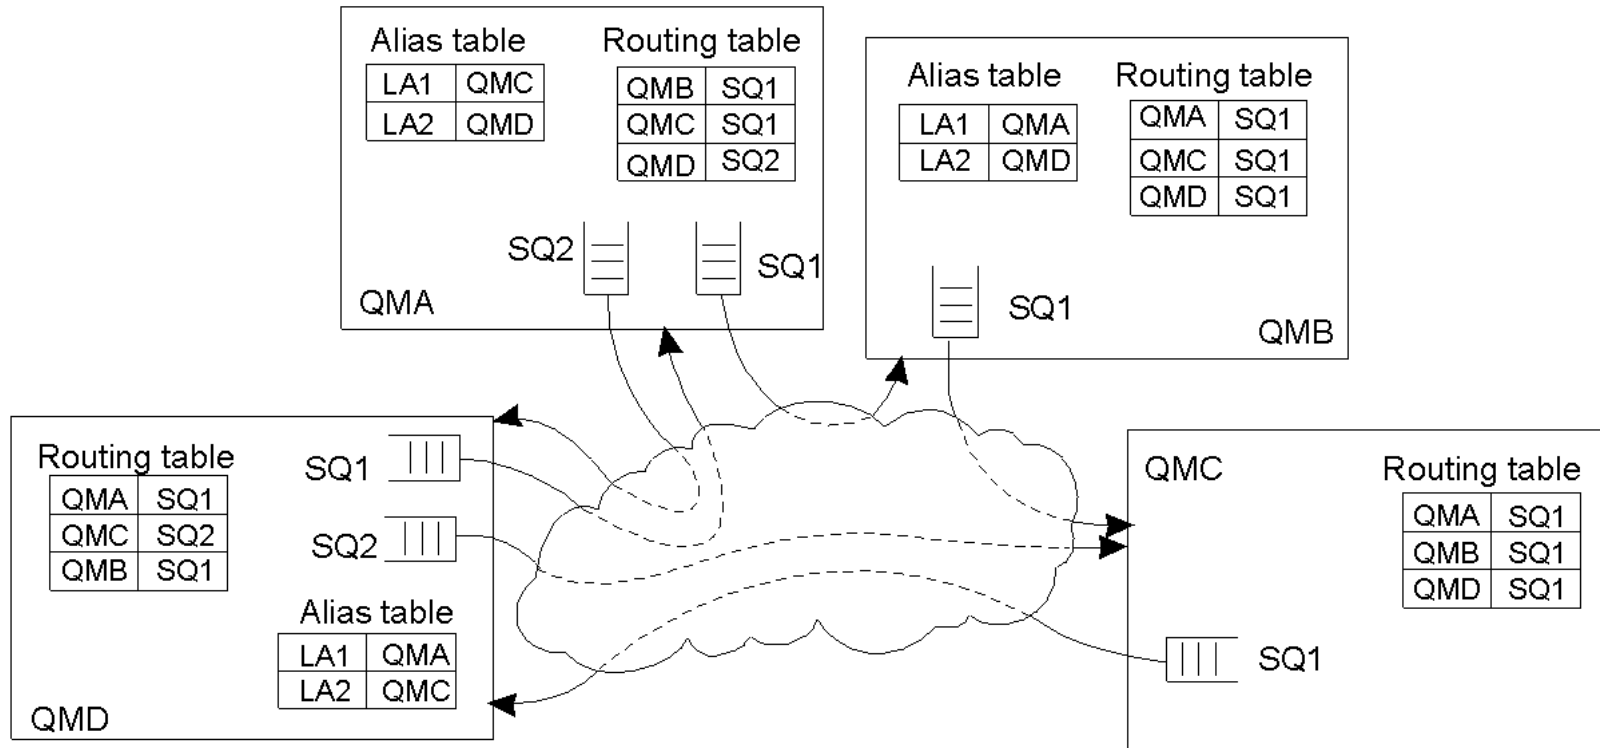 Alias table
LA1 QMC
LA2 QMD
Routing table
QMB SQ1
QMC SQ1
QMD SQ2
SQ2
SQ1
QMA
Alias table
LA1 QMA
LA2 QMD
Routing table
QMA SQ1
QMC SQ1
QMD SQ1
SQ1
QMB
Routing table
QMA SQ1
QMC SQ2
QMB SQ1
SQ1
SQ2
Alias table
LA1 QMA
LA2 QMC
QMD
QMC
Routing table
QMA SQ1
QMB SQ1
QMD SQ1
SQ1